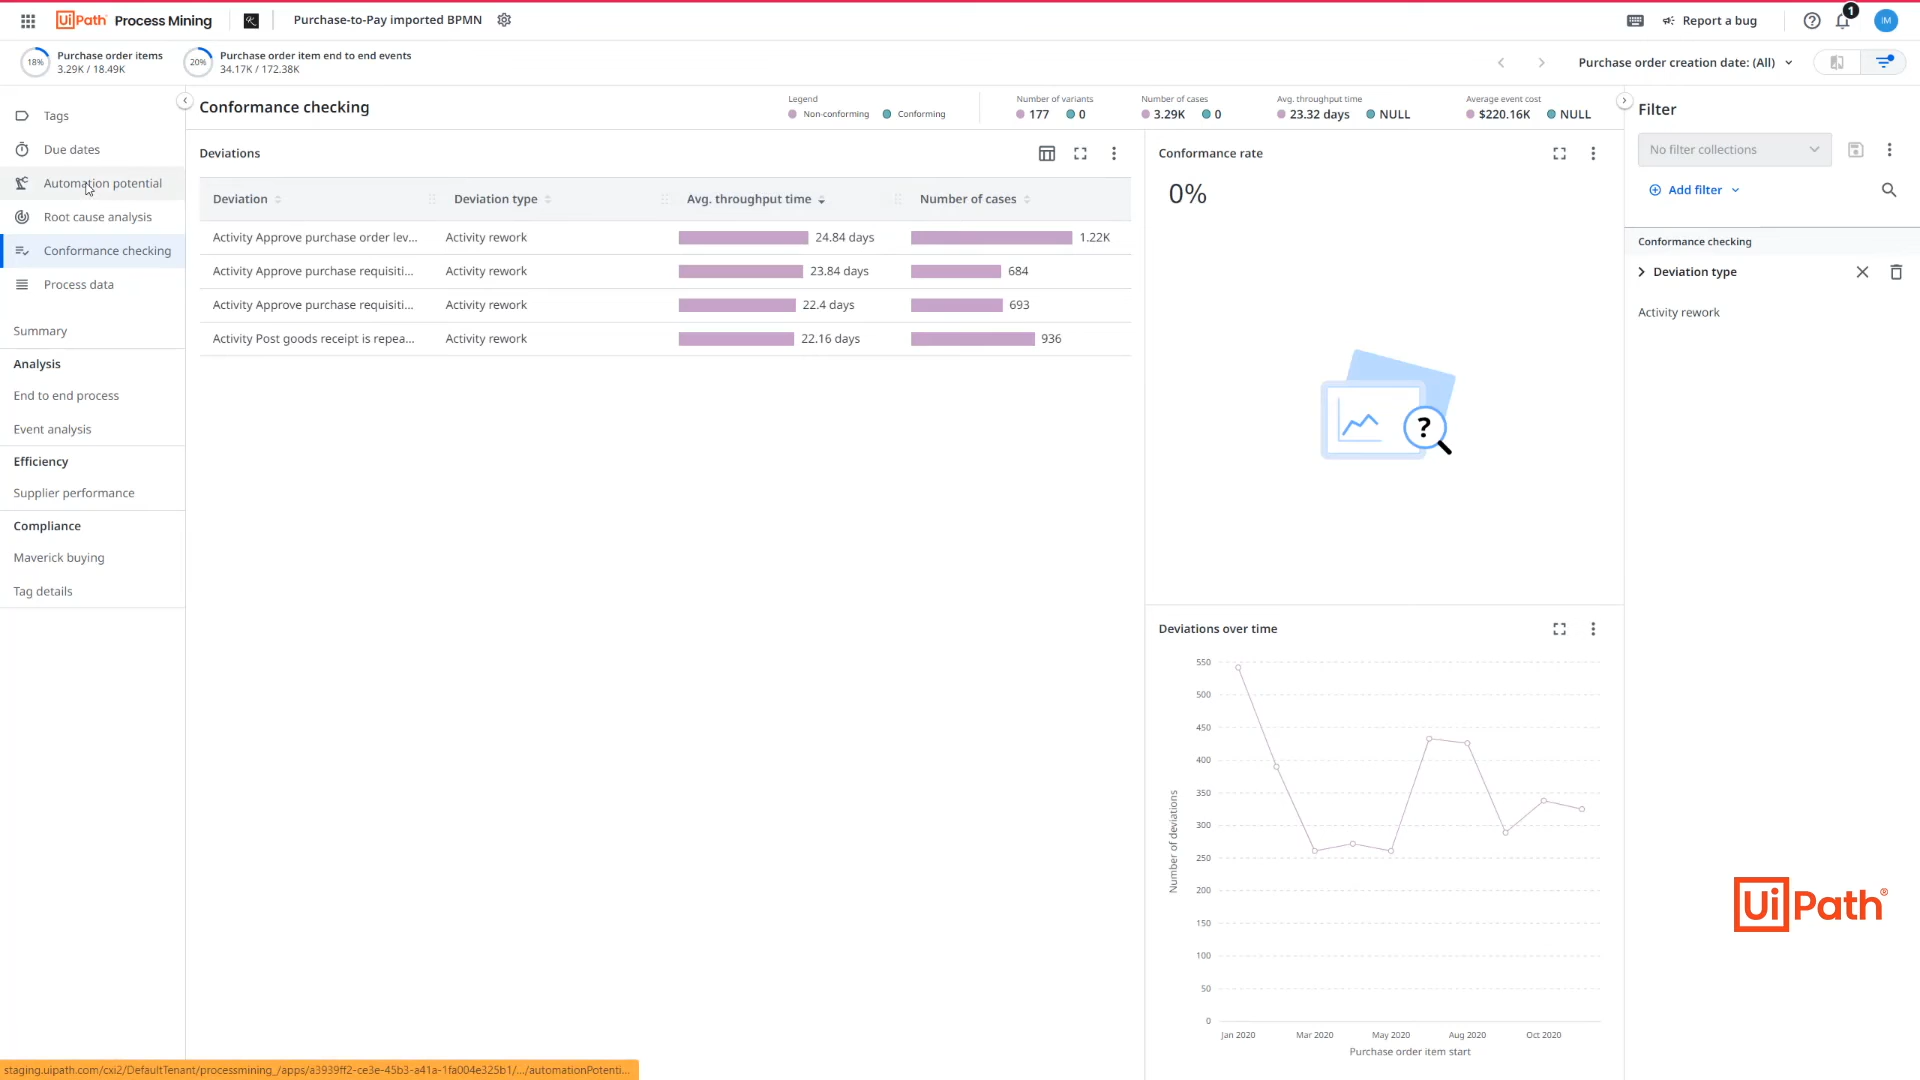 UiPath Process Mining
Purchase-to-Pay imported BPMN
Report a bug
1
IM
18%
Purchase order items
3.29K / 18.49K
20%
Purchase order item end to end events
34.17K / 172.38K
Purchase order creation date: (All)
Tags
Due dates
Automation potential
Root cause analysis
Conformance checking
Process data
Summary
Analysis
End to end process
Event analysis
Efficiency
Supplier performance
Compliance
Maverick buying
Tag details
Conformance checking
Legend
Non-conforming
Conforming
Number of variants
177
0
Number of cases
3.29K
0
Avg. throughput time
23.32 days
NULL
Average event cost
$220.16K
NULL
Deviations
Deviation
Deviation type
Avg. throughput time
Number of cases
Activity Approve purchase order lev...
Activity rework
24.84 days
1.22K
Activity Approve purchase requisiti...
Activity rework
23.84 days
684
Activity Approve purchase requisiti...
Activity rework
22.4 days
693
Activity Post goods receipt is repea...
Activity rework
22.16 days
936
Conformance rate
0%
?
Deviations over time
550
500
450
400
350
300
250
200
150
100
50
0
Number of deviations
Jan 2020
Mar 2020
May 2020
Aug 2020
Oct 2020
Purchase order item start
Filter
No filter collections
Add filter
Conformance checking
Deviation type
Activity rework
UiPath®
staging.uipath.com/cxi2/DefaultTenant/processmining_/apps/a3939ff2-ce3e-45b3-a41a-1fa004e325b1/.../automationPotenti...